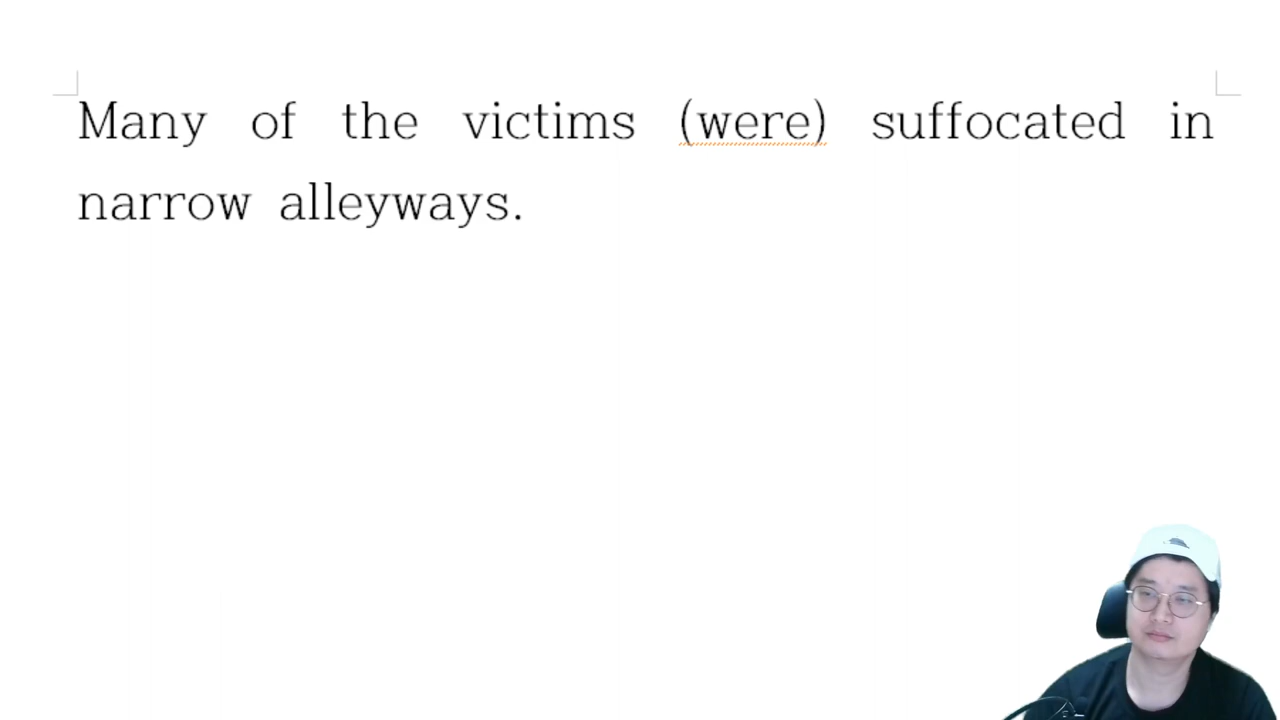 Many of the victims (were) suffocated in
narrow alleyways.